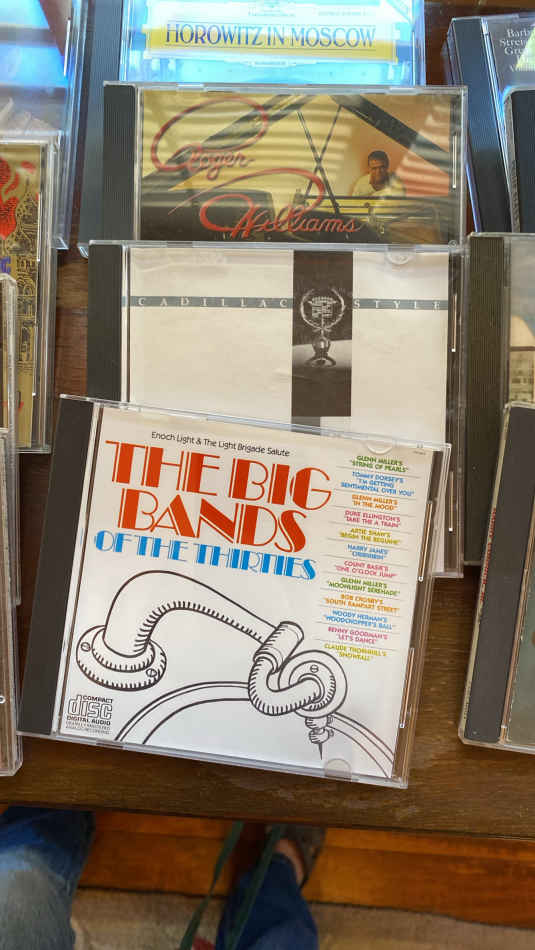 HOROWITZ IN MOSCOW
Roger
Williams
CADILLAC STYLE
Enoch Light & The Light Brigade Salute
THE BIG
BANDS
OF THE THIRTIES
GLENN MILLER'S
"STRING OF PEARLS"
TOMMY DORSEY'S
"I'M GETTING
SENTIMENTAL OVER YOU"
GLENN MILLER'S
"IN THE MOOD"
DUKE ELLINGTON'S
"TAKE THE A TRAIN"
ARTIE SHAW'S
"BEGIN THE BEGUINE"
HARRY JAMES'
"CIRIBIRIBIN"
COUNT BASIE'S
"ONE O'CLOCK JUMP"
GLENN MILLER'S
"MOONLIGHT SERENADE"
BOB CROSBY'S
"SOUTH RAMPART STREET"
WOODY HERMAN'S
"WOODCHOPPER'S BALL"
BENNY GOODMAN'S
"LET'S DANCE"
CLAUDE THORNHILL'S
"SNOWFALL"
COMPACT
disc
DIGITAL AUDIO